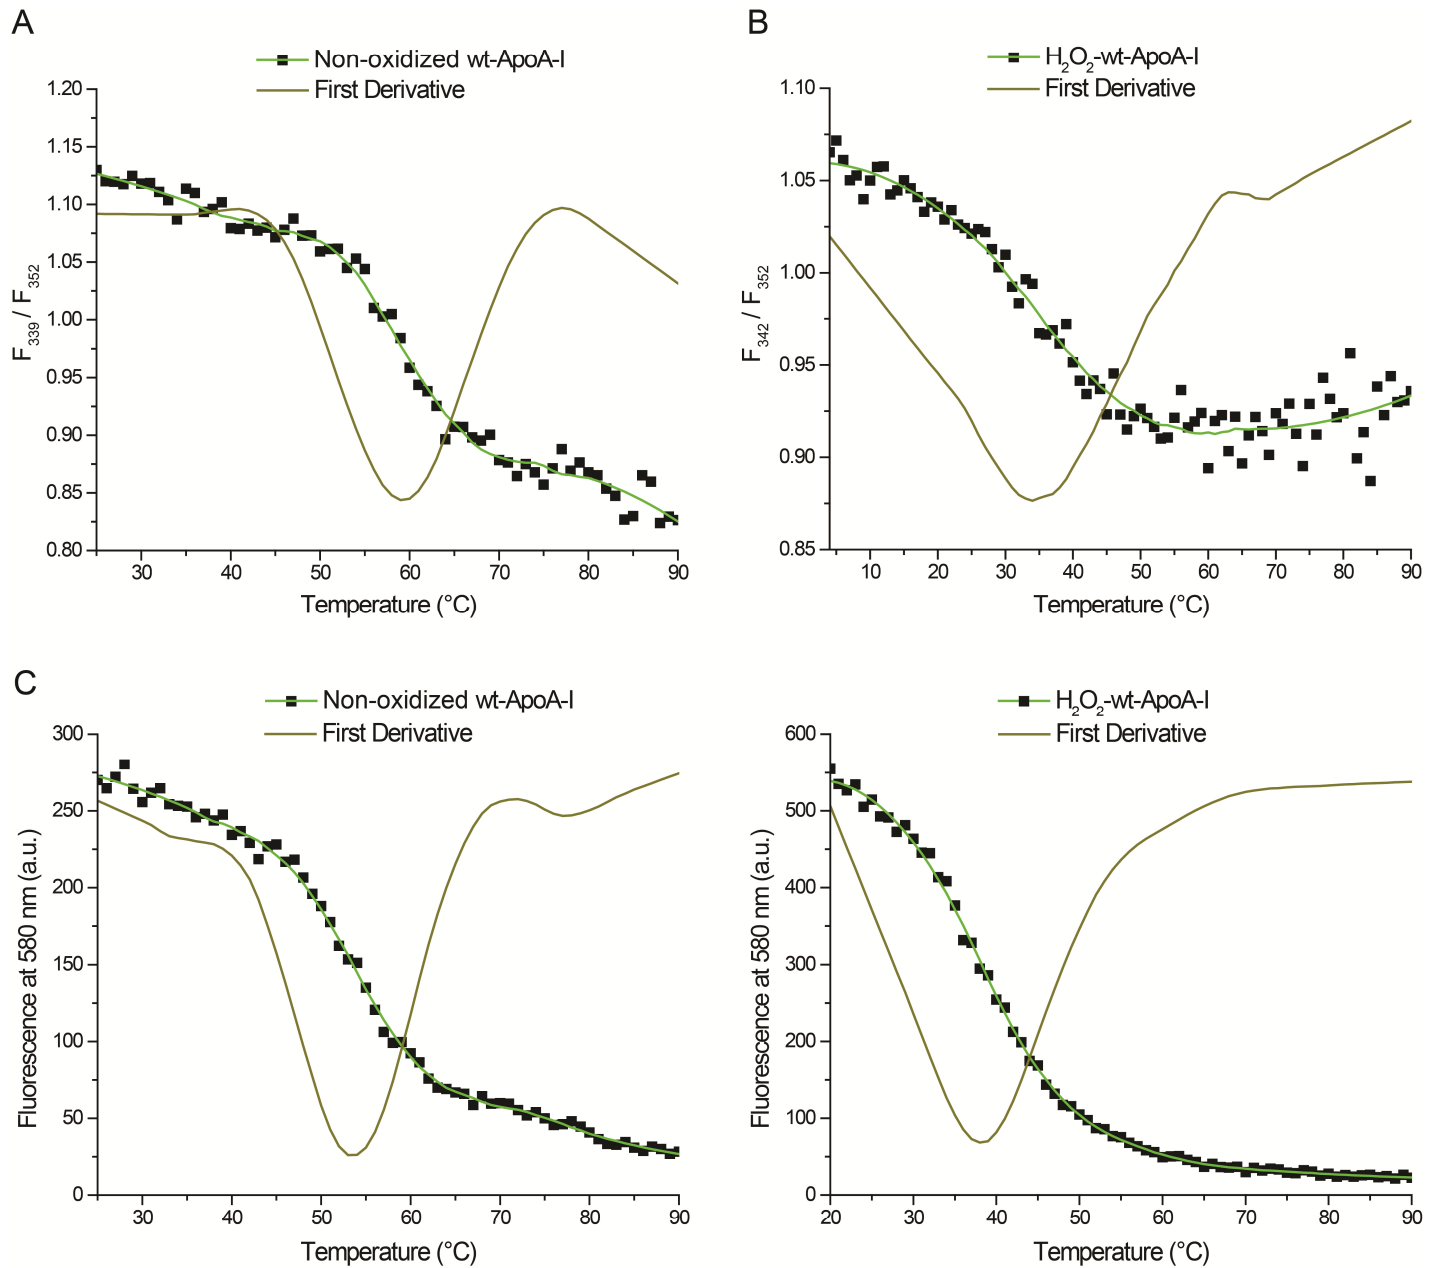 A
Non-oxidized wt-ApoA-I
First Derivative
1.20
1.15
1.10
1.05
1.00
0.95
0.90
0.85
0.80
F339 / F352
30 40 50 60 70 80 90
Temperature (°C)
B
H2O2-wt-ApoA-I
First Derivative
1.10
1.05
1.00
0.95
0.90
0.85
F342 / F352
10 20 30 40 50 60 70 80 90
Temperature (°C)
C
Non-oxidized wt-ApoA-I
First Derivative
300
250
200
150
100
50
0
Fluorescence at 580 nm (a.u.)
30 40 50 60 70 80 90
Temperature (°C)
H2O2-wt-ApoA-I
First Derivative
600
500
400
300
200
100
0
Fluorescence at 580 nm (a.u.)
20 30 40 50 60 70 80 90
Temperature (°C)